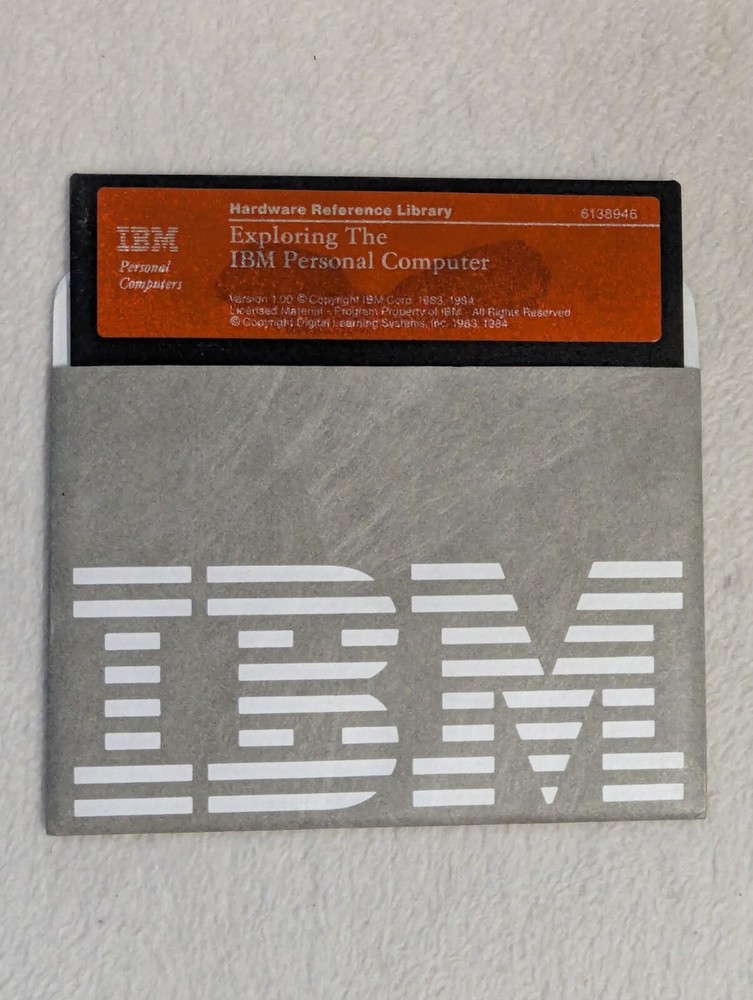 Hardware Reference Library
6138946
IBM
Personal
Computers
Exploring The
IBM Personal Computer
Version 1.00 © Copyright IBM Corp. 1983, 1984
Licensed Material - Program Property of IBM - All Rights Reserved
© Copyright Digital Learning Systems, Inc. 1983, 1984
IBM